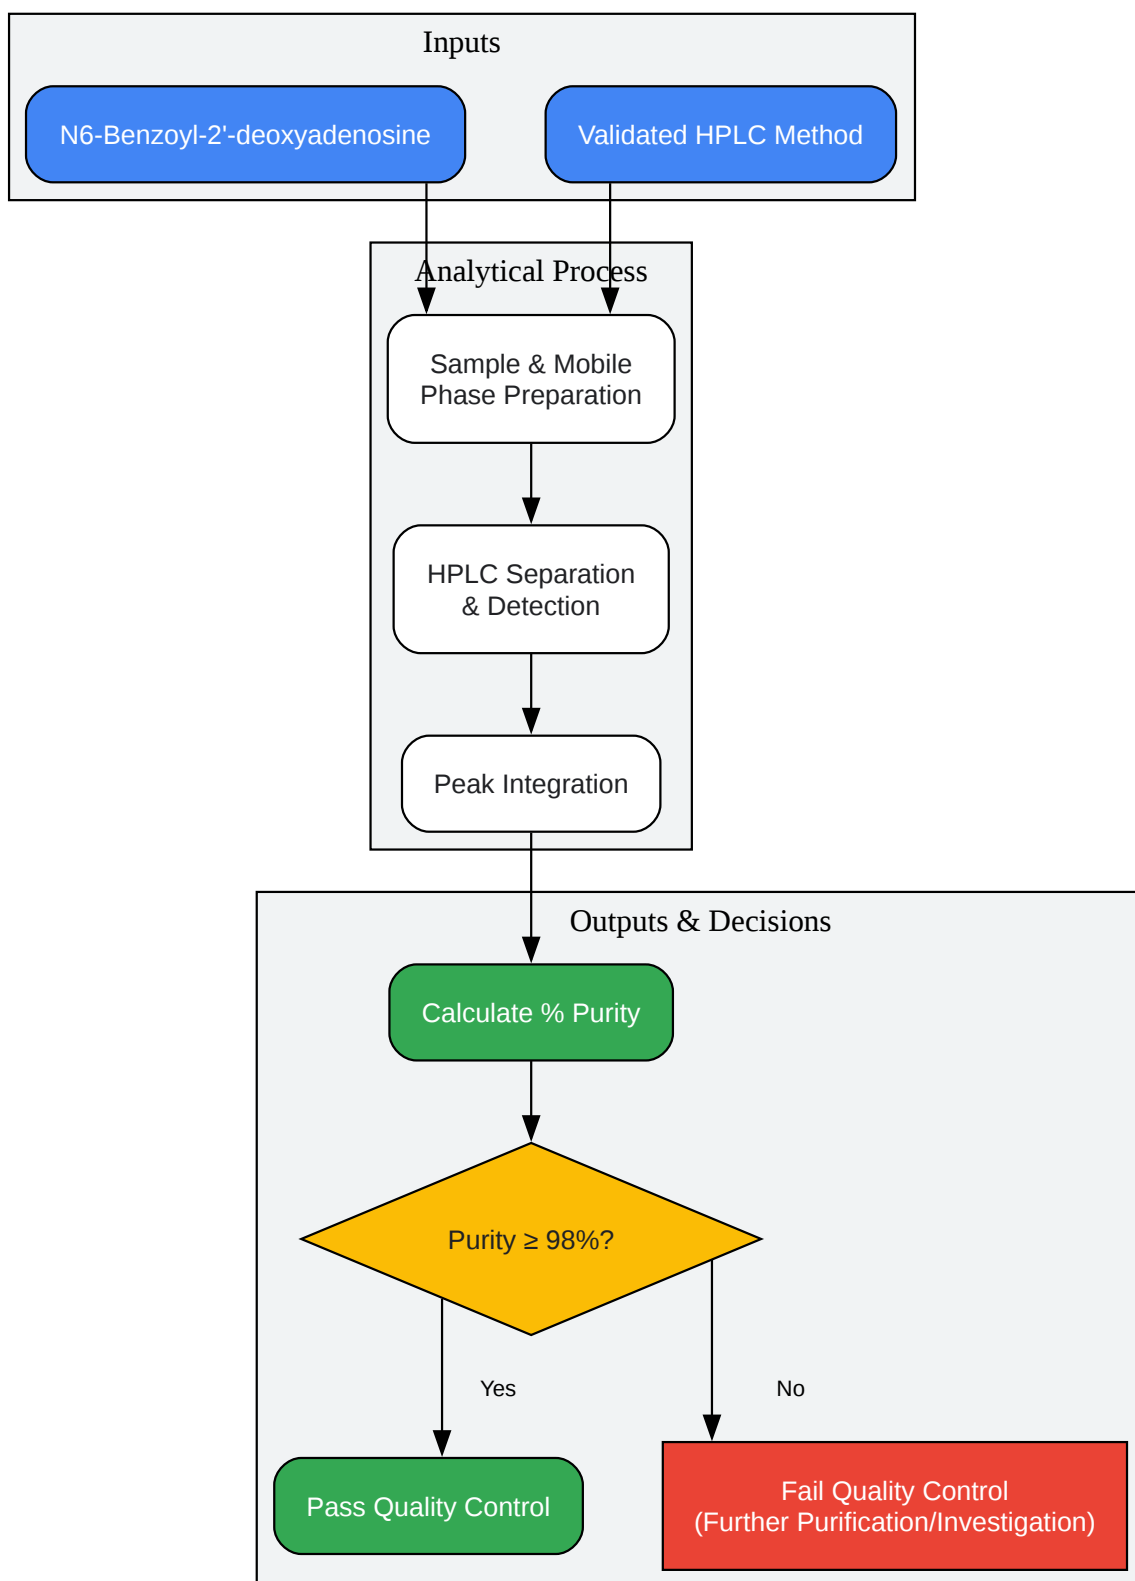 Inputs
N6-Benzoyl-2'-deoxyadenosine
Validated HPLC Method
Analytical Process
Sample & Mobile
Phase Preparation
HPLC Separation
& Detection
Peak Integration
Outputs & Decisions
Calculate % Purity
Purity ≥ 98%?
Yes
No
Pass Quality Control
Fail Quality Control
(Further Purification/Investigation)